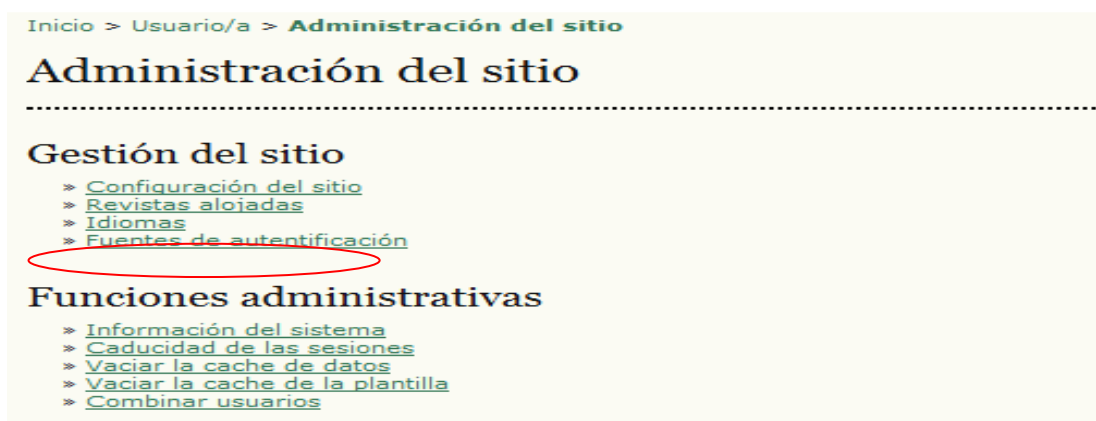 Inicio > Usuario/a > Administración del sitio
Administración del sitio
Gestión del sitio
» Configuración del sitio
» Revistas alojadas
» Idiomas
» Fuentes de autentificación
Funciones administrativas
» Información del sistema
» Caducidad de las sesiones
» Vaciar la cache de datos
» Vaciar la cache de la plantilla
» Combinar usuarios